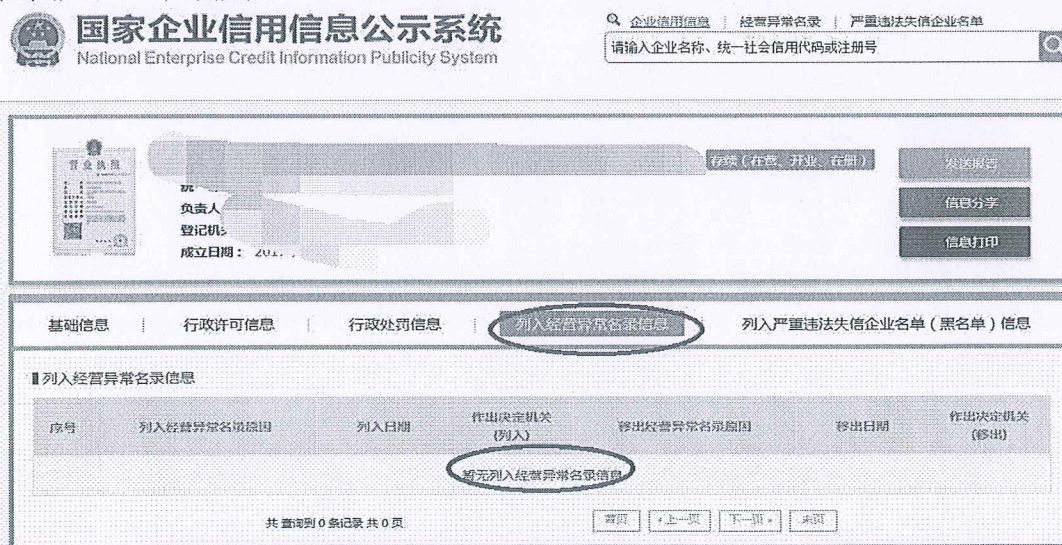 国家企业信用信息公示系统
National Enterprise Credit Information Publicity System
企业信用信息 | 经营异常名录 | 严重违法失信企业名单
请输入企业名称、统一社会信用代码或注册号
营业执照
存续（在营、开业、在册）
发送报告
信息分享
信息打印
负责人
登记机
成立日期： 201
基础信息 | 行政许可信息 | 行政处罚信息 | 列入经营异常名录信息 | 列入严重违法失信企业名单（黑名单）信息
列入经营异常名录信息
序号 列入经营异常名录原因 列入日期 作出决定机关(列入) 移出经营异常名录原因 移出日期 作出决定机关(移出)
暂无列入经营异常名录信息
共 查询到 0 条记录 共 0 页 首页 上一页 下一页 末页